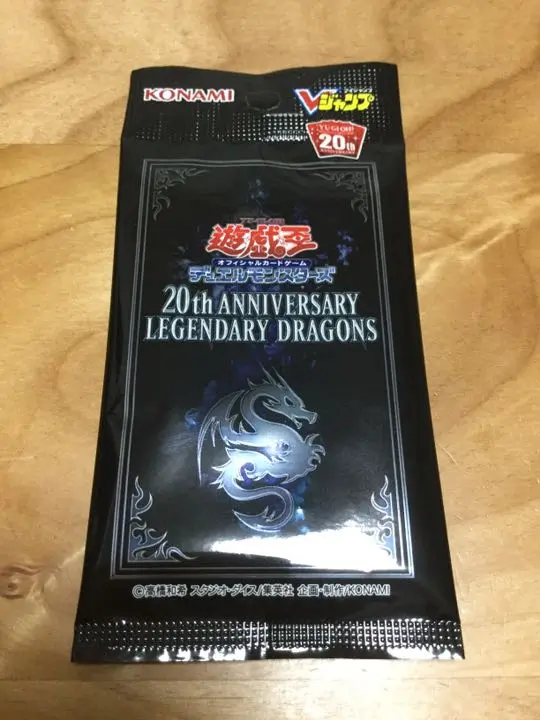 KONAMI
Vジャンプ
YU-GI-OH!
20th
遊戯王
オフィシャルカードゲーム
デュエルモンスターズ
20th ANNIVERSARY
LEGENDARY DRAGONS
©高橋和希 スタジオ・ダイス/集英社 企画・制作/KONAMI